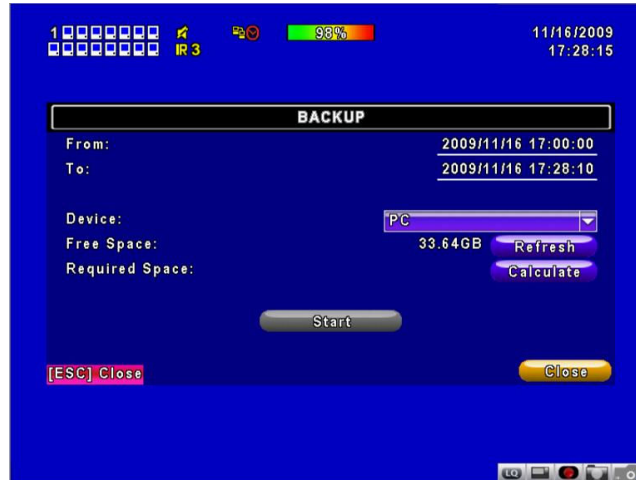 1 98% 11/16/2009
IR 3 17:28:15
BACKUP
From: 2009/11/16 17:00:00
To: 2009/11/16 17:28:10
Device: PC
Free Space: 33.64GB Refresh
Required Space: Calculate
Start
[ESC] Close Close
LQ